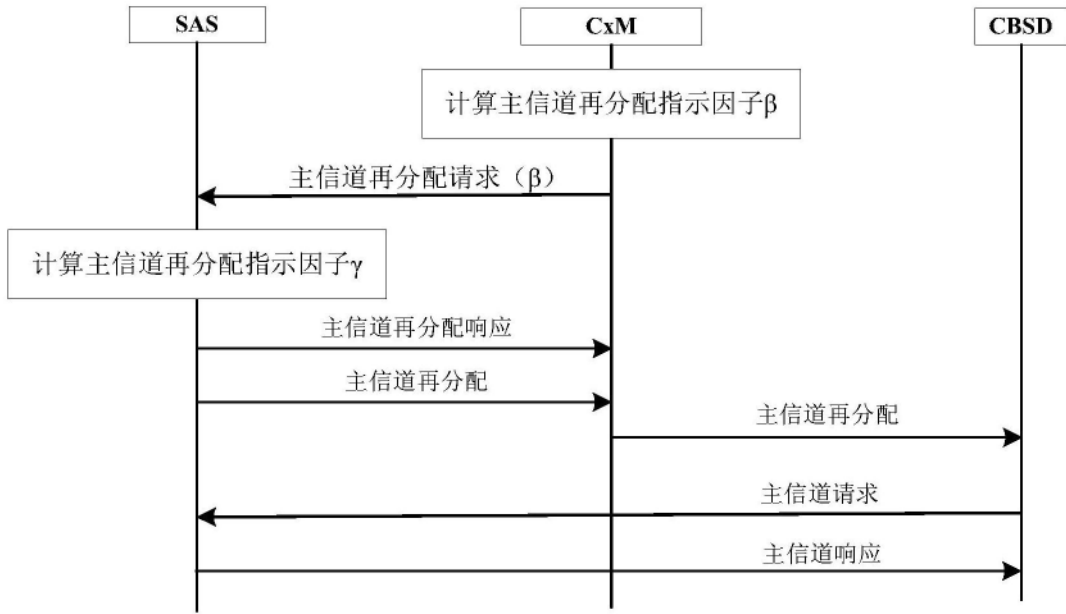 SAS
CxM
CBSD
计算主信道再分配指示因子β
主信道再分配请求（β）
计算主信道再分配指示因子γ
主信道再分配响应
主信道再分配
主信道再分配
主信道请求
主信道响应